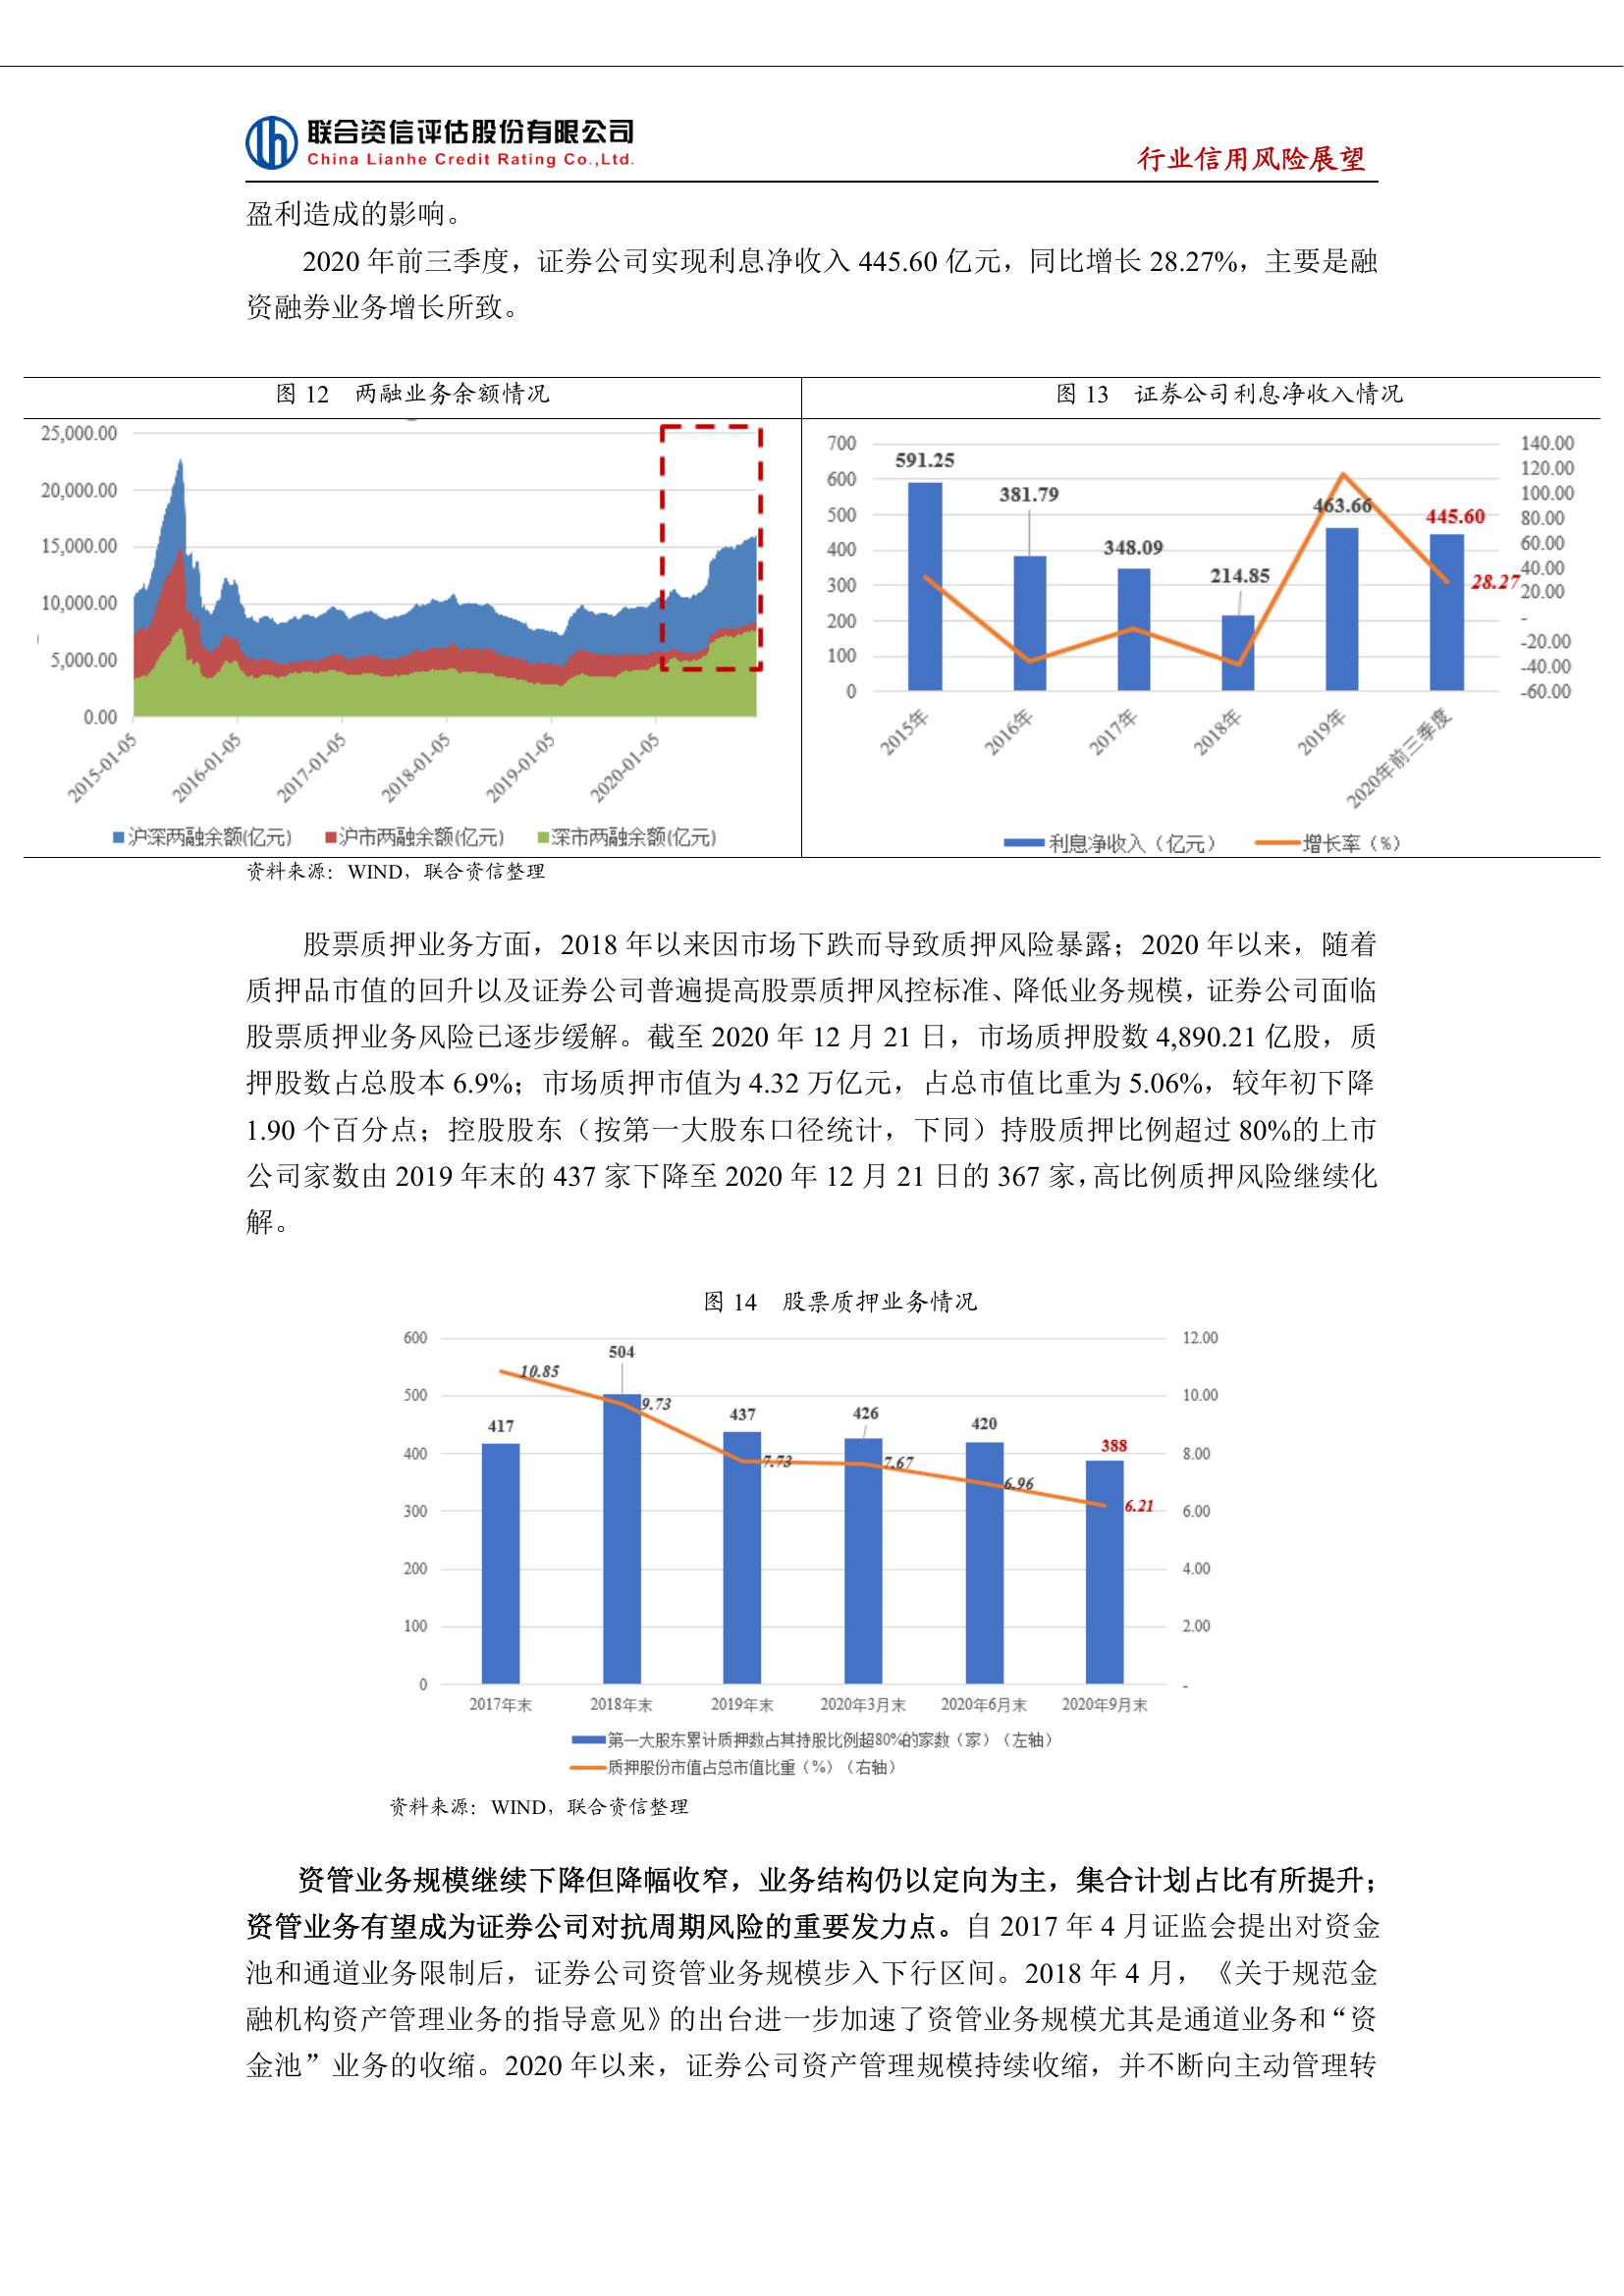 联合资信评估股份有限公司
China Lianhe Credit Rating Co.,Ltd.
行业信用风险展望
盈利造成的影响。
2020 年前三季度，证券公司实现利息净收入 445.60 亿元，同比增长 28.27%，主要是融
资融券业务增长所致。
图 12 两融业务余额情况
25,000.00
20,000.00
15,000.00
10,000.00
5,000.00
0.00
2015-01-05
2016-01-05
2017-01-05
2018-01-05
2019-01-05
2020-01-05
沪深两融余额(亿元) 沪市两融余额(亿元) 深市两融余额(亿元)
图 13 证券公司利息净收入情况
700
600
500
400
300
200
100
0
591.25
381.79
348.09
214.85
463.66
445.60
28.27
140.00
120.00
100.00
80.00
60.00
40.00
20.00
-
-20.00
-40.00
-60.00
2015年
2016年
2017年
2018年
2019年
2020年前三季度
利息净收入（亿元） 增长率（%）
资料来源：WIND，联合资信整理
股票质押业务方面，2018 年以来因市场下跌而导致质押风险暴露；2020 年以来，随着
质押品市值的回升以及证券公司普遍提高股票质押风控标准、降低业务规模，证券公司面临
股票质押业务风险已逐步缓解。截至 2020 年 12 月 21 日，市场质押股数 4,890.21 亿股，质
押股数占总股本 6.9%；市场质押市值为 4.32 万亿元，占总市值比重为 5.06%，较年初下降
1.90 个百分点；控股股东（按第一大股东口径统计，下同）持股质押比例超过 80%的上市
公司家数由 2019 年末的 437 家下降至 2020 年 12 月 21 日的 367 家，高比例质押风险继续化
解。
图 14 股票质押业务情况
600
500
400
300
200
100
0
417
504
437
426
420
388
10.85
9.73
7.73
7.67
6.96
6.21
12.00
10.00
8.00
6.00
4.00
2.00
-
2017年末 2018年末 2019年末 2020年3月末 2020年6月末 2020年9月末
第一大股东累计质押数占其持股比例超80%的家数（家）（左轴）
质押股份市值占总市值比重（%）（右轴）
资料来源：WIND，联合资信整理
资管业务规模继续下降但降幅收窄，业务结构仍以定向为主，集合计划占比有所提升；
资管业务有望成为证券公司对抗周期风险的重要发力点。自 2017 年 4 月证监会提出对资金
池和通道业务限制后，证券公司资管业务规模步入下行区间。2018 年 4 月，《关于规范金
融机构资产管理业务的指导意见》的出台进一步加速了资管业务规模尤其是通道业务和“资
金池”业务的收缩。2020 年以来，证券公司资产管理规模持续收缩，并不断向主动管理转